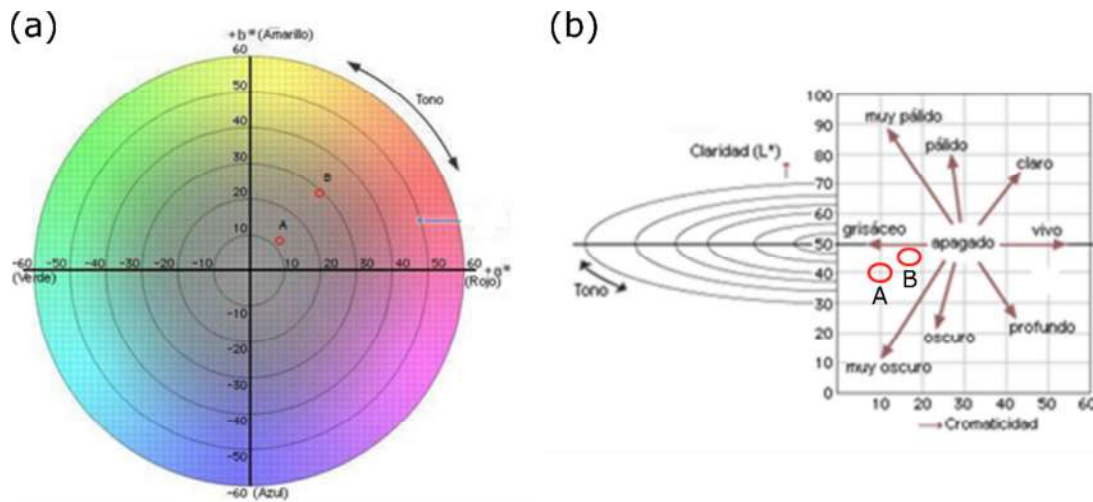 (a)
+b*(Amarillo)
60
50
40
30
20
10
Tono
B
A
-60 -50 -40 -30 -20 -10
10 20 30 40 50 60
(Verde)
+a*
(Rojo)
-10
-20
-30
-40
-50
-60 (Azul)
(b)
100
90
80
70
60
50
40
30
20
10
0
muy pálido
pálido
Claridad (L*)
claro
grisáceo
apagado
vivo
A
B
Tono
profundo
oscuro
muy oscuro
10 20 30 40 50 60
Cromaticidad